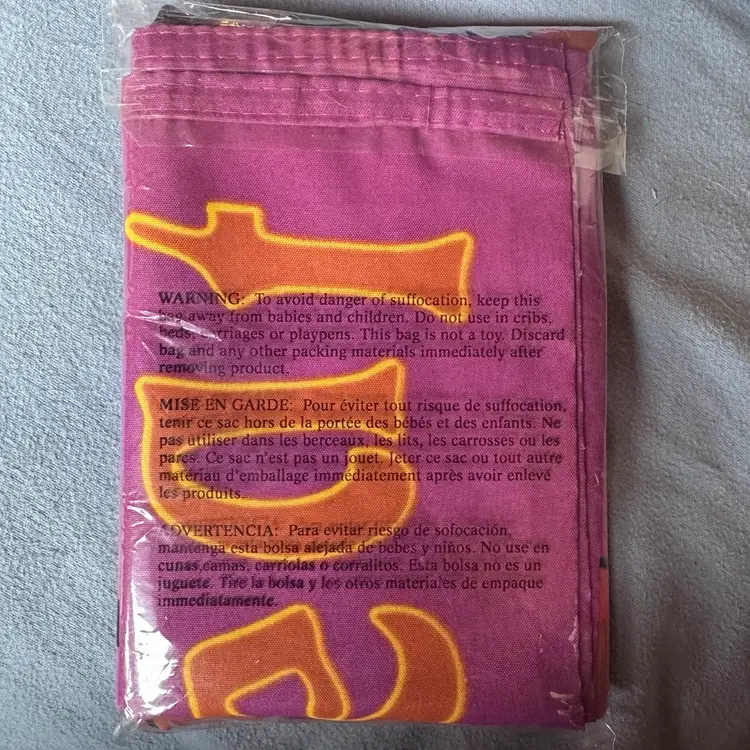 WARNING: To avoid danger of suffocation, keep this
bag away from babies and children. Do not use in cribs,
beds, carriages or playpens. This bag is not a toy. Discard
bag and any other packing materials immediately after
removing product.
MISE EN GARDE: Pour éviter tout risque de suffocation,
tenir ce sac hors de la portée des bébés et des enfants. Ne
pas utiliser dans les berceaux, les lits, les carrosses ou les
parcs. Ce sac n'est pas un jouet. Jeter ce sac ou tout autre
matériau d'emballage immédiatement après avoir enlevé
les produits.
ADVERTENCIA: Para evitar riesgo de sofocación,
mantenga esta bolsa alejada de bebes y niños. No use en
cunas,camas, carriolas o corralitos. Esta bolsa no es un
juguete. Tire la bolsa y les otros materiales de empaque
immediatamente.